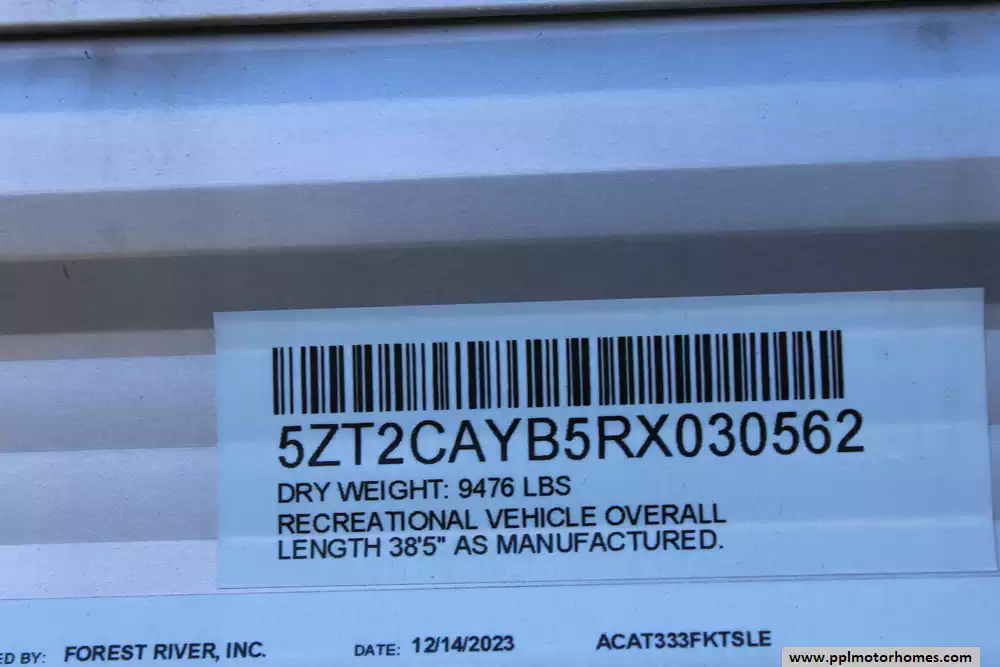 5ZT2CAYB5RX030562
DRY WEIGHT: 9476 LBS
RECREATIONAL VEHICLE OVERALL
LENGTH 38'5" AS MANUFACTURED.
ED BY: FOREST RIVER, INC. DATE: 12/14/2023 ACAT333FKTSLE
www.pplmotorhomes.com